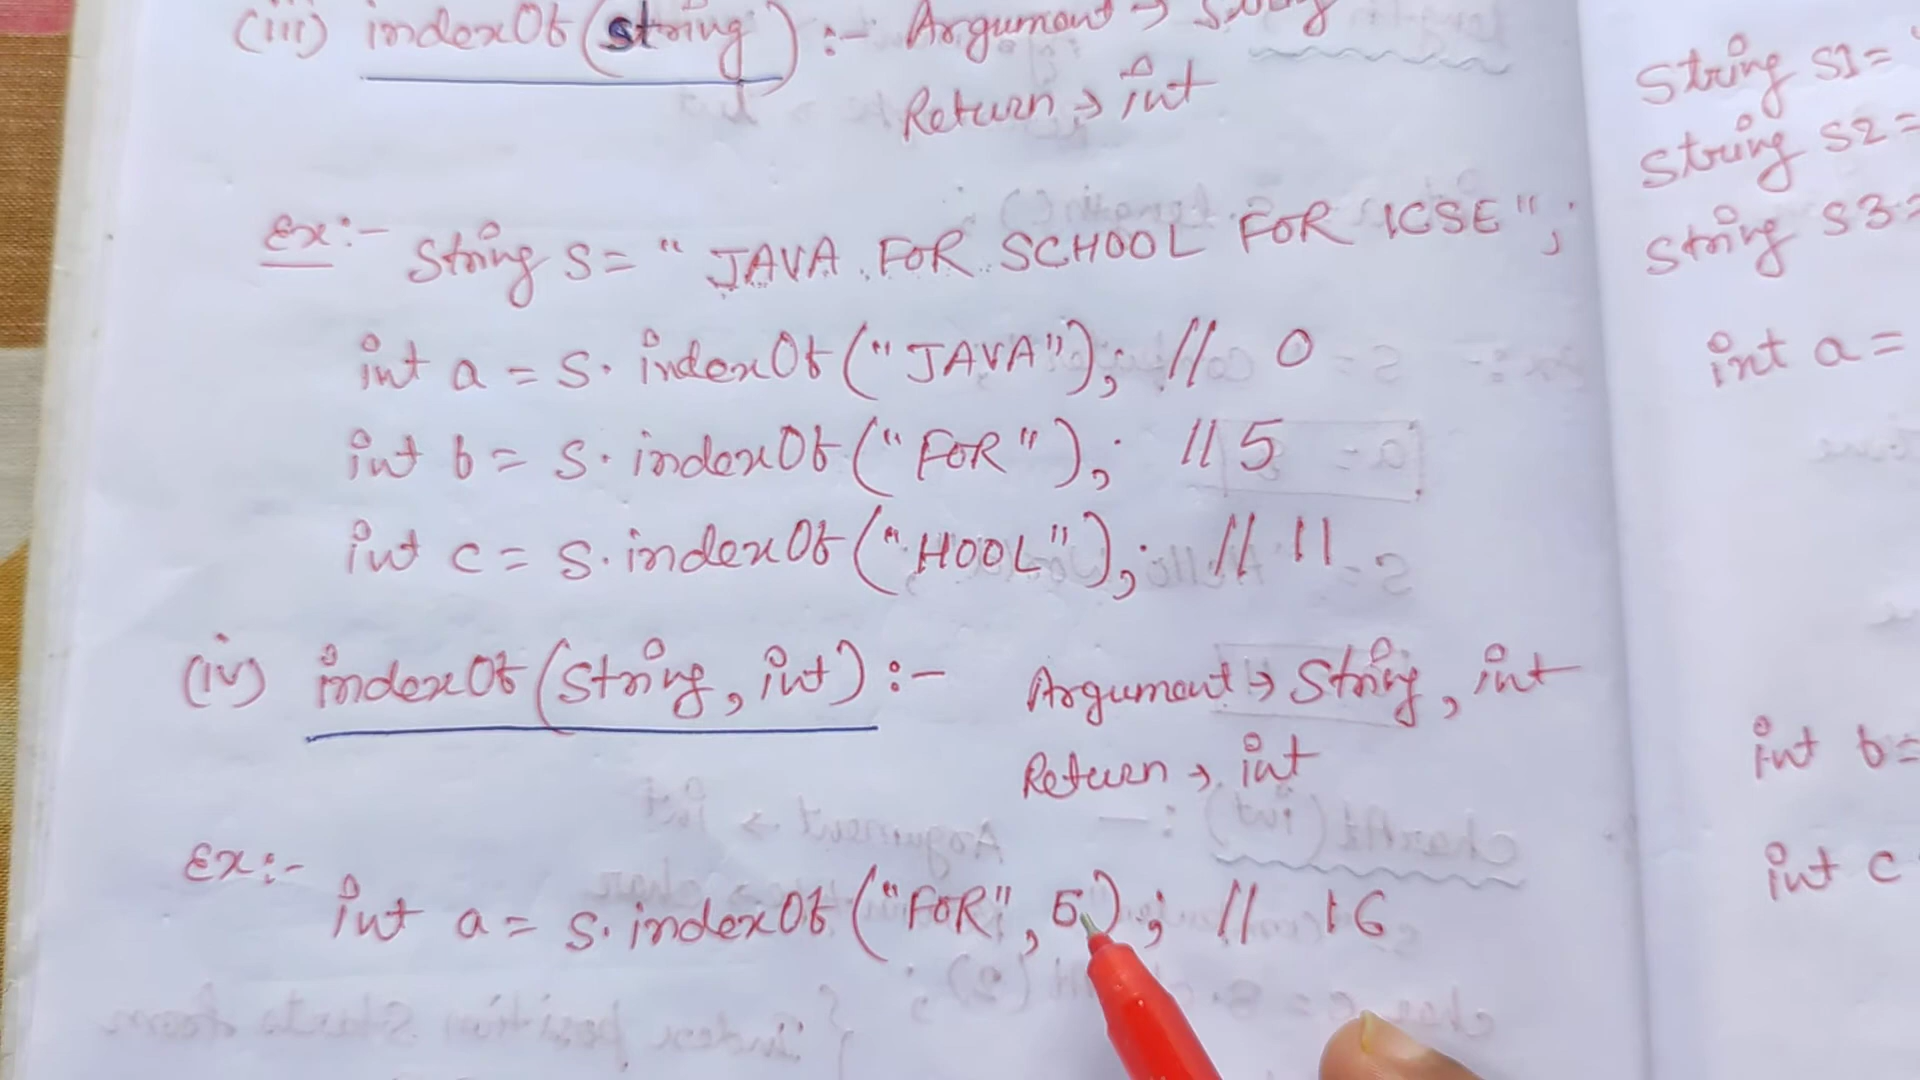 (iii) indexOf(string) :- Argument → String
Return → int
Ex:- String s = "JAVA FOR SCHOOL FOR ICSE";
int a = s.indexOf("JAVA"); // 0
int b = s.indexOf("FOR"); // 5
int c = s.indexOf("HOOL"); // 11
(iv) indexOf(String, int) :- Argument → String, int
Return → int
Ex:-
int a = s.indexOf("FOR", 5); // 16
String s1 = "
String s2 =
String s3 =
int a =
int b =
int c